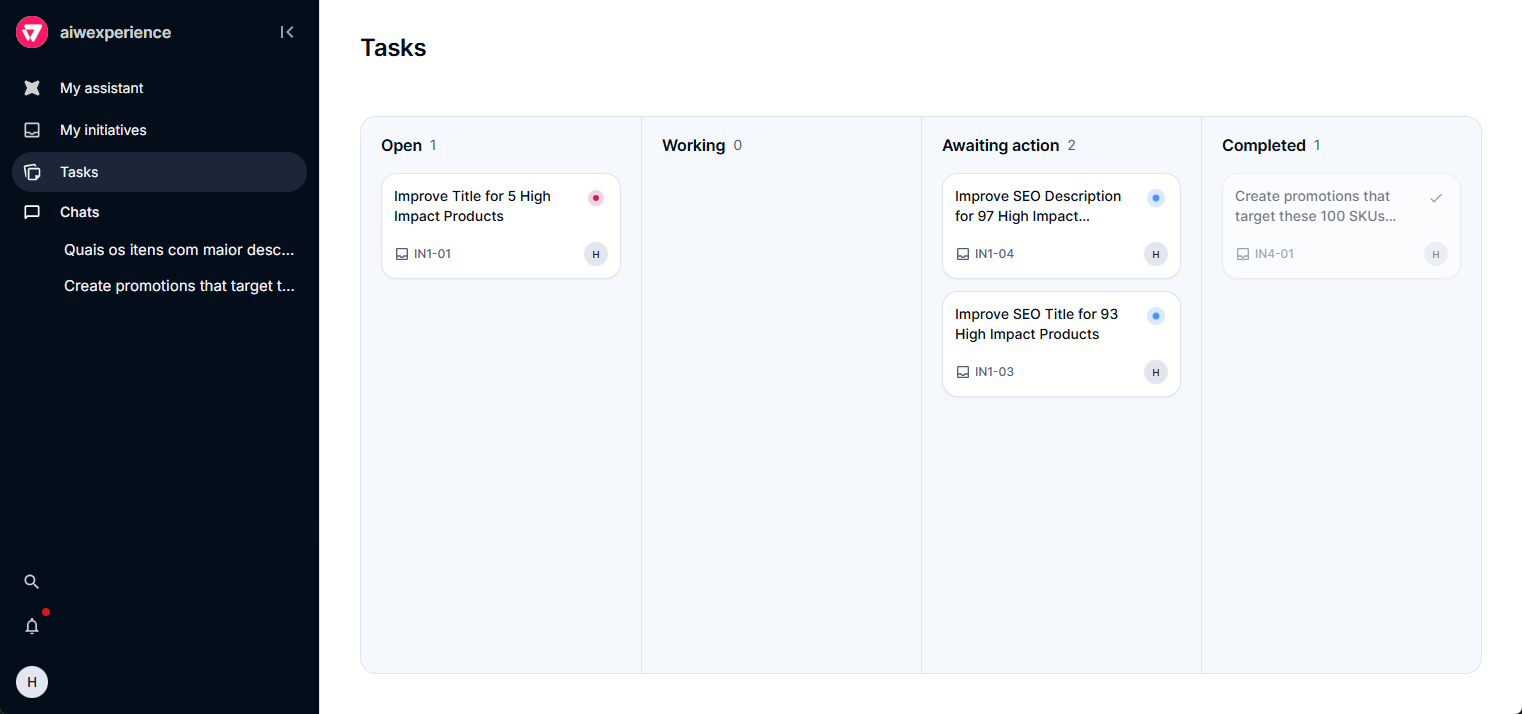 aiwexperience
My assistant
My initiatives
Tasks
Chats
Quais os itens com maior desc...
Create promotions that target t...
H
Tasks
Open 1
Improve Title for 5 High
Impact Products
IN1-01
H
Working 0
Awaiting action 2
Improve SEO Description
for 97 High Impact...
IN1-04
H
Improve SEO Title for 93
High Impact Products
IN1-03
H
Completed 1
Create promotions that
target these 100 SKUs...
IN4-01
H